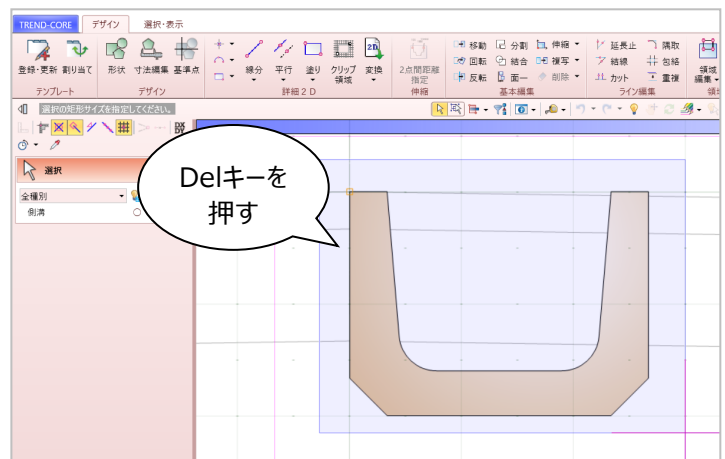 TREND-CORE デザイン 選択・表示
登録・更新 割り当て 形状 寸法編集 基準点 線分 平行 塗り クリップ領域 変換 2点間距離指定
移動 分割 伸縮 延長止 隅取
回転 結合 複写 結線 包絡
反転 面一 削除 カット 重複
領域編集
テンプレート デザイン 詳細2D 伸縮 基本編集 ライン編集
選択の矩形サイズを指定してください。
選択
全種別
側溝
Delキーを
押す